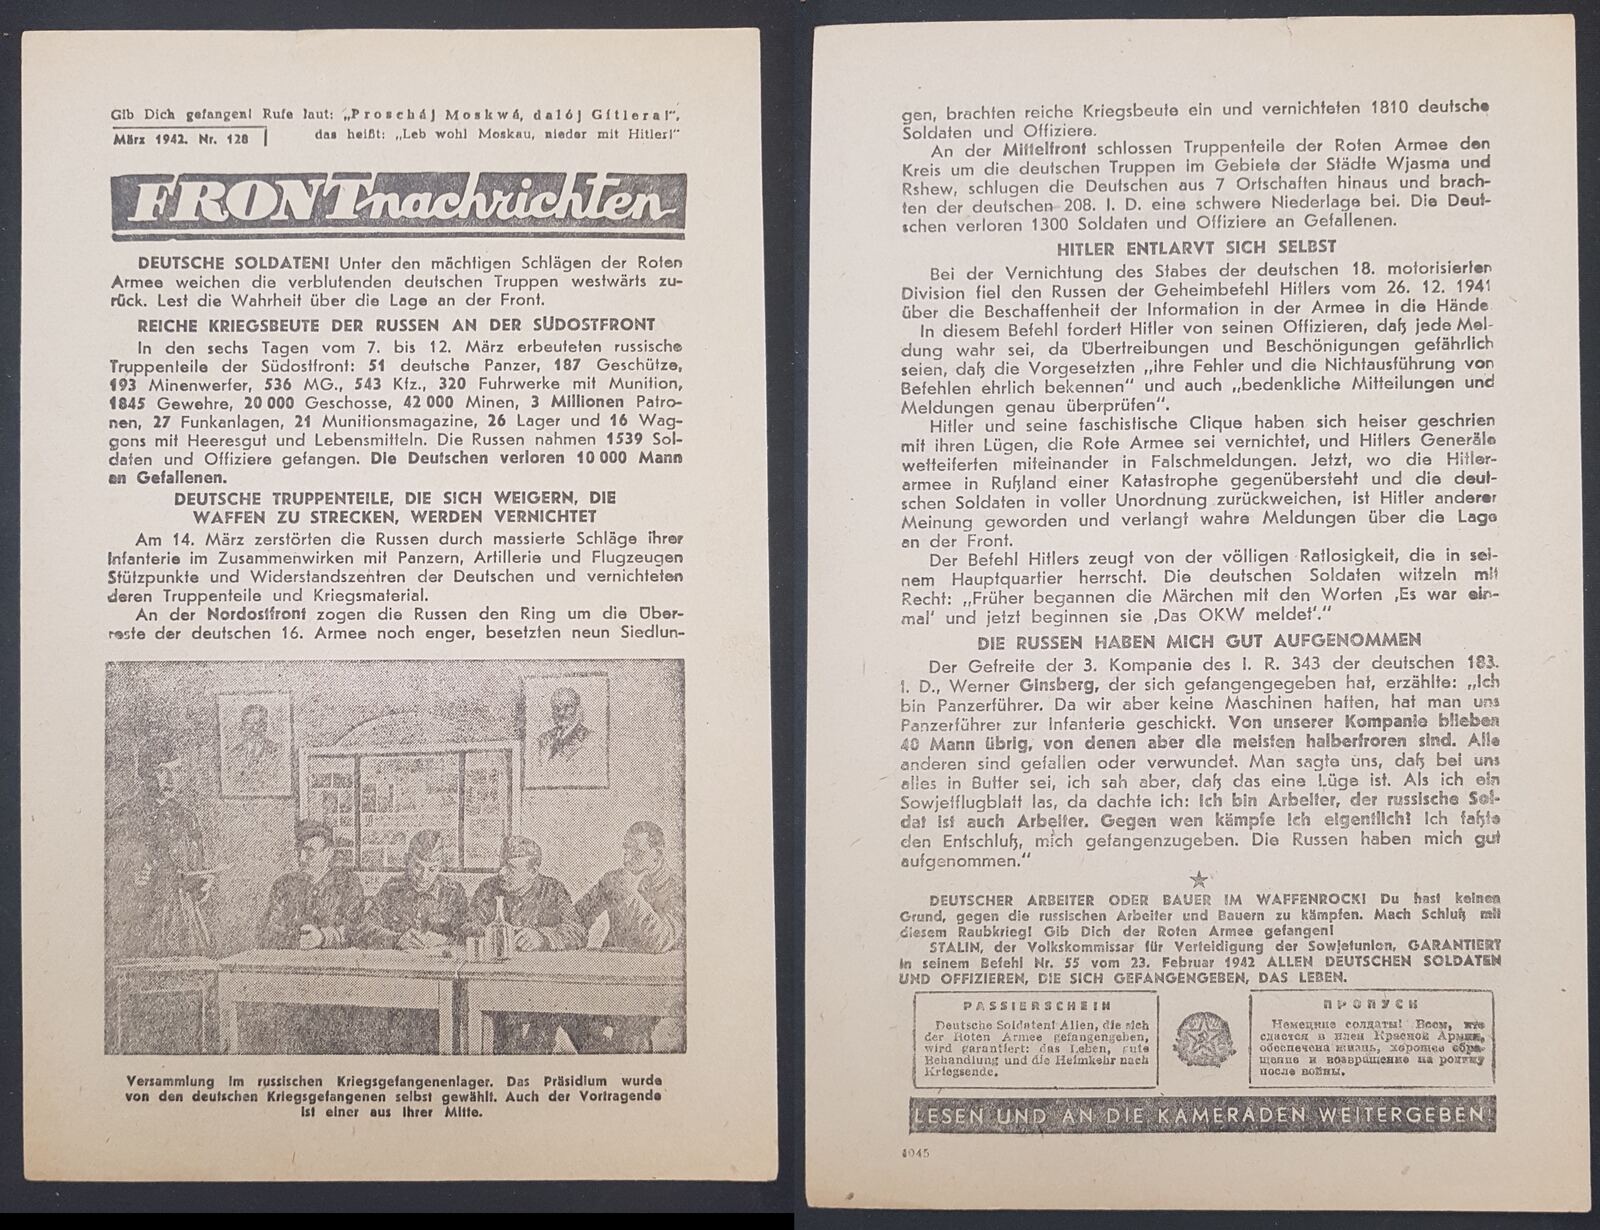 Gib Dich gefangen! Rufe laut: „Proschâj Moskwá, dalój Gítlera!“,
das heißt: „Leb wohl Moskau, nieder mit Hitler!“
März 1942. Nr. 128
FRONTnachrichten
DEUTSCHE SOLDATEN! Unter den mächtigen Schlägen der Roten
Armee weichen die verblutenden deutschen Truppen westwärts zu-
rück. Lest die Wahrheit über die Lage an der Front.
REICHE KRIEGSBEUTE DER RUSSEN AN DER SÜDOSTFRONT
In den sechs Tagen vom 7. bis 12. März erbeuteten russische
Truppenteile der Südostfront: 51 deutsche Panzer, 187 Geschütze,
193 Minenwerfer, 536 MG., 543 Kfz., 320 Fuhrwerke mit Munition,
1845 Gewehre, 20 000 Geschosse, 42 000 Minen, 3 Millionen Patro-
nen, 27 Funkanlagen, 21 Munitionsmagazine, 26 Lager und 16 Wag-
gons mit Heeresgut und Lebensmitteln. Die Russen nahmen 1539 Sol-
daten und Offiziere gefangen. Die Deutschen verloren 10 000 Mann
an Gefallenen.
DEUTSCHE TRUPPENTEILE, DIE SICH WEIGERN, DIE
WAFFEN ZU STRECKEN, WERDEN VERNICHTET
Am 14. März zerstörten die Russen durch massierte Schläge ihrer
Infanterie im Zusammenwirken mit Panzern, Artillerie und Flugzeugen
Stützpunkte und Widerstandszentren der Deutschen und vernichteten
deren Truppenteile und Kriegsmaterial.
An der Nordostfront zogen die Russen den Ring um die Über-
reste der deutschen 16. Armee noch enger, besetzten neun Siedlun-
Versammlung im russischen Kriegsgefangenenlager. Das Präsidium wurde
von den deutschen Kriegsgefangenen selbst gewählt. Auch der Vortragende
ist einer aus ihrer Mitte.
gen, brachten reiche Kriegsbeute ein und vernichteten 1810 deutsche
Soldaten und Offiziere.
An der Mittelfront schlossen Truppenteile der Roten Armee den
Kreis um die deutschen Truppen im Gebiete der Städte Wjasma und
Rshew, schlugen die Deutschen aus 7 Ortschaften hinaus und brach-
ten der deutschen 208. I. D. eine schwere Niederlage bei. Die Deut-
schen verloren 1300 Soldaten und Offiziere an Gefallenen.
HITLER ENTLARVT SICH SELBST
Bei der Vernichtung des Stabes der deutschen 18. motorisierten
Division fiel den Russen der Geheimbefehl Hitlers vom 26. 12. 1941
über die Beschaffenheit der Information in der Armee in die Hände
In diesem Befehl fordert Hitler von seinen Offizieren, daß jede Mel-
dung wahr sei, da Übertreibungen und Beschönigungen gefährlich
seien, daß die Vorgesetzten „ihre Fehler und die Nichtausführung von
Befehlen ehrlich bekennen“ und auch „bedenkliche Mitteilungen und
Meldungen genau überprüfen“.
Hitler und seine faschistische Clique haben sich heiser geschrien
mit ihren Lügen, die Rote Armee sei vernichtet, und Hitlers Generäle
wetteiferten miteinander in Falschmeldungen. Jetzt, wo die Hitler-
armee in Rußland einer Katastrophe gegenübersteht und die deut-
schen Soldaten in voller Unordnung zurückweichen, ist Hitler anderer
Meinung geworden und verlangt wahre Meldungen über die Lage
an der Front.
Der Befehl Hitlers zeugt von der völligen Ratlosigkeit, die in sei-
nem Hauptquartier herrscht. Die deutschen Soldaten witzeln mit
Recht: „Früher begannen die Märchen mit den Worten ‚Es war ein-
mal‘ und jetzt beginnen sie ‚Das OKW meldet‘.“
DIE RUSSEN HABEN MICH GUT AUFGENOMMEN
Der Gefreite der 3. Kompanie des I. R. 343 der deutschen 183.
I. D., Werner Ginsberg, der sich gefangengegeben hat, erzählte: „Ich
bin Panzerführer. Da wir aber keine Maschinen hatten, hat man uns
Panzerführer zur Infanterie geschickt. Von unserer Kompanie blieben
40 Mann übrig, von denen aber die meisten halberfroren sind. Alle
anderen sind gefallen oder verwundet. Man sagte uns, daß bei uns
alles in Butter sei, ich sah aber, daß das eine Lüge ist. Als ich ein
Sowjetflugblatt las, da dachte ich: Ich bin Arbeiter, der russische Sol-
dat ist auch Arbeiter. Gegen wen kämpfe ich eigentlich! Ich faßte
den Entschluß, mich gefangenzugeben. Die Russen haben mich gut
aufgenommen.“
DEUTSCHER ARBEITER ODER BAUER IM WAFFENROCK! Du hast keinen
Grund, gegen die russischen Arbeiter und Bauern zu kämpfen. Mach Schluß mit
diesem Raubkrieg! Gib Dich der Roten Armee gefangen!
STALIN, der Volkskommissar für Verteidigung der Sowjetunion, GARANTIERT
in seinem Befehl Nr. 55 vom 23. Februar 1942 ALLEN DEUTSCHEN SOLDATEN
UND OFFIZIEREN, DIE SICH GEFANGENGEBEN, DAS LEBEN.
PASSIERSCHEIN
Deutsche Soldaten! Allen, die sich
der Roten Armee gefangengeben,
wird garantiert: das Leben, gute
Behandlung und die Heimkehr nach
Kriegsende.
ПРОПУСК
Немецкие солдаты! Всем, кто
сдастся в плен Красной Армии,
обеспечена жизнь, хорошее обра-
щение и возвращение на родину
после войны.
LESEN UND AN DIE KAMERADEN WEITERGEBEN!
1045